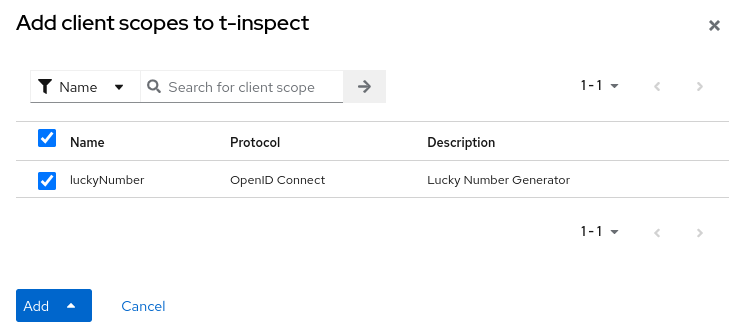 Add client scopes to t-inspect
Name Search for client scope 1 - 1
Name Protocol Description
luckyNumber OpenID Connect Lucky Number Generator
1 - 1
Add Cancel